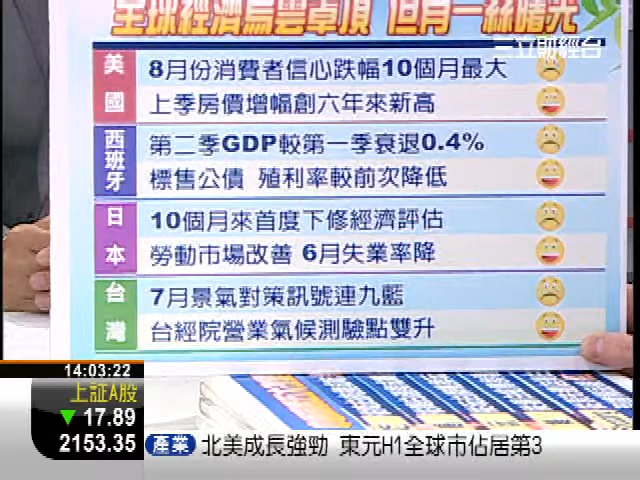 全球經濟烏雲罩頂 但有一絲曙光
三立財經台
美國
8月份消費者信心跌幅10個月最大
上季房價增幅創六年來新高
西班牙
第二季GDP較第一季衰退0.4%
標售公債 殖利率較前次降低
日本
10個月來首度下修經濟評估
勞動市場改善 6月失業率降
台灣
7月景氣對策訊號連九藍
台經院營業氣候測驗點雙升
14:03:22
上証A股
▼17.89
2153.35
產業 北美成長強勁 東元H1全球市佔居第3